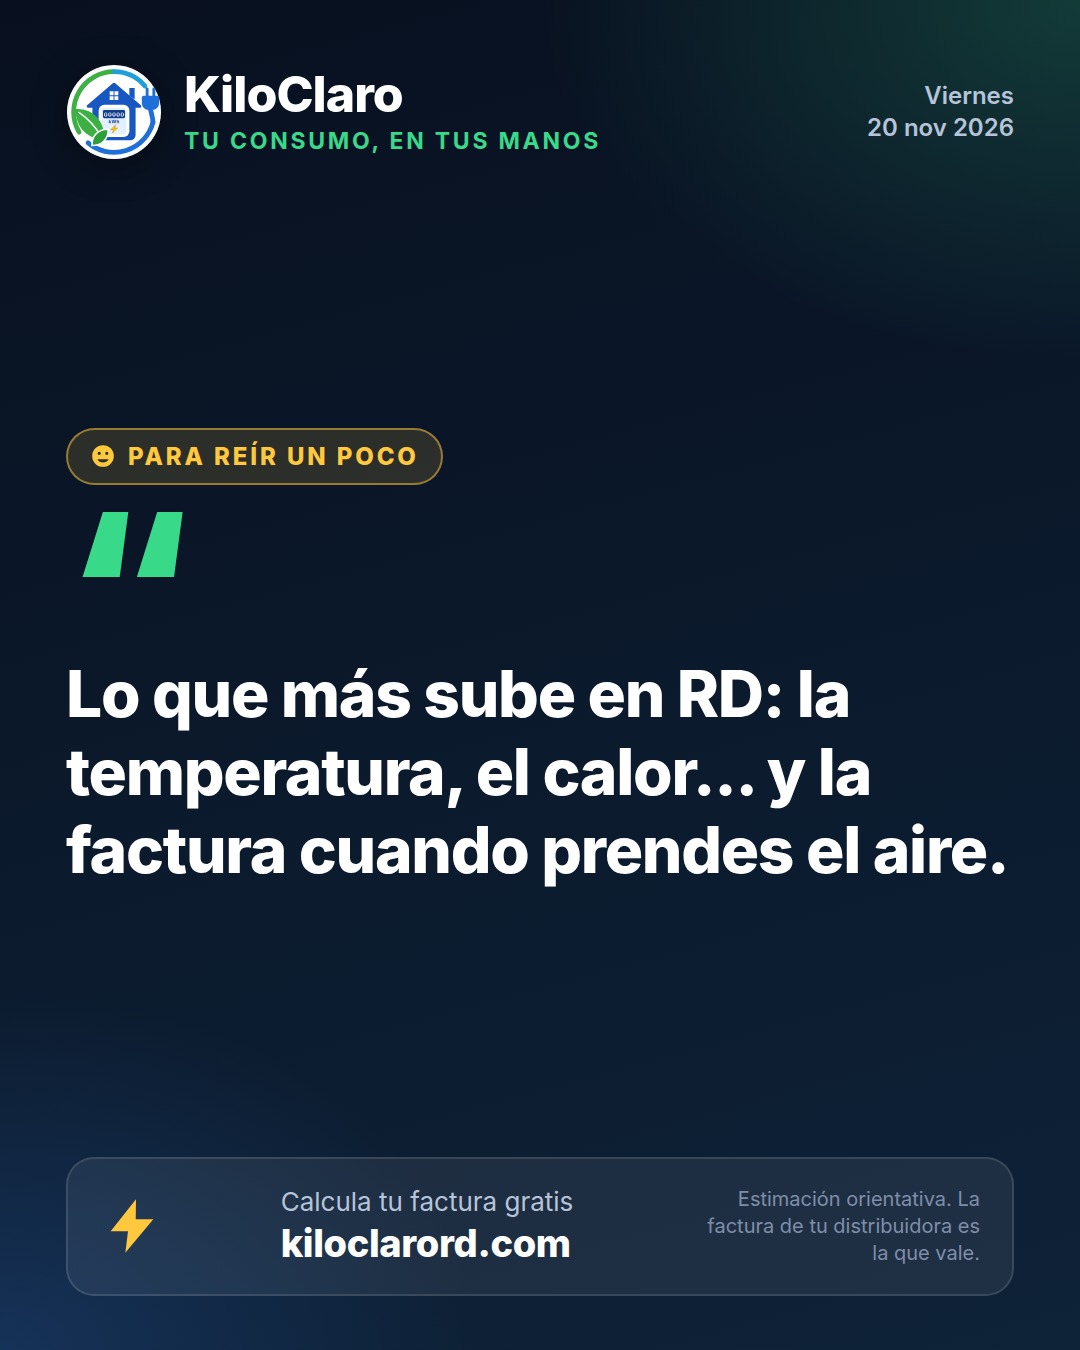 KiloClaro
TU CONSUMO, EN TUS MANOS
Viernes
20 nov 2026
PARA REÍR UN POCO
"
Lo que más sube en RD: la
temperatura, el calor... y la
factura cuando prendes el aire.
Calcula tu factura gratis
kiloclarord.com
Estimación orientativa. La
factura de tu distribuidora es
la que vale.